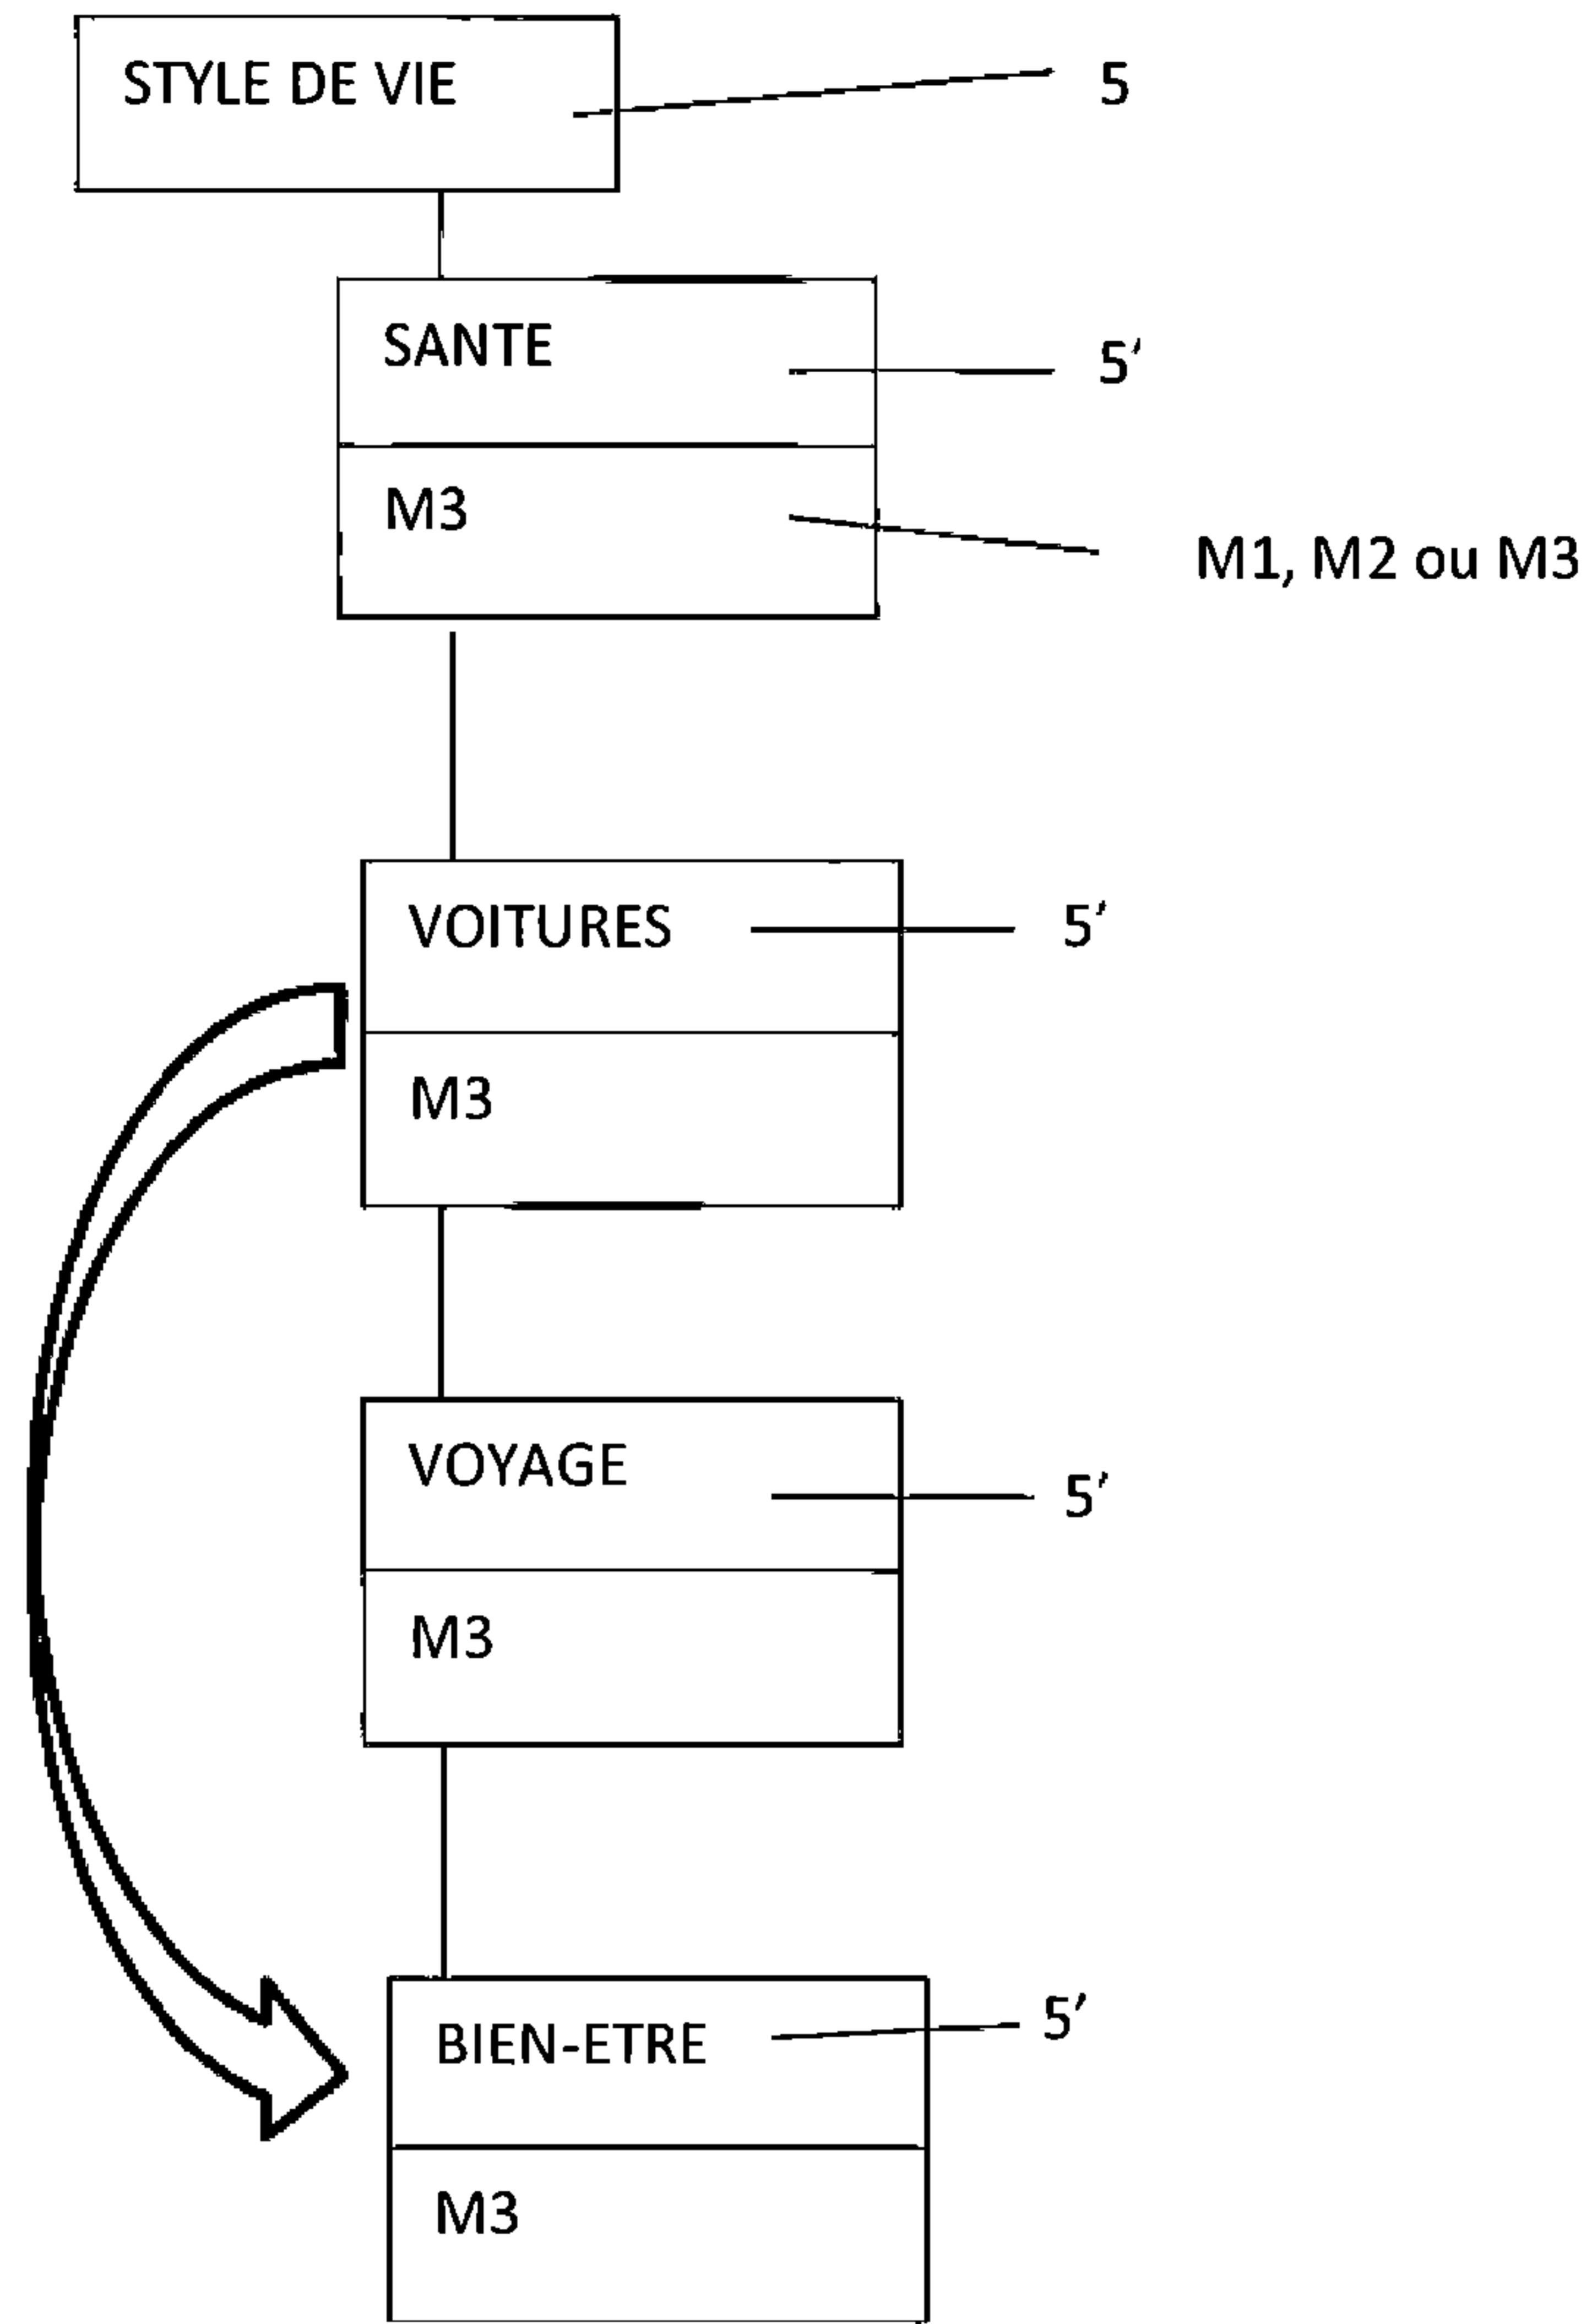 STYLE DE VIE 5
SANTE 5'
M3
M1, M2 ou M3
VOITURES 5'
M3
VOYAGE 5'
M3
BIEN-ETRE 5'
M3